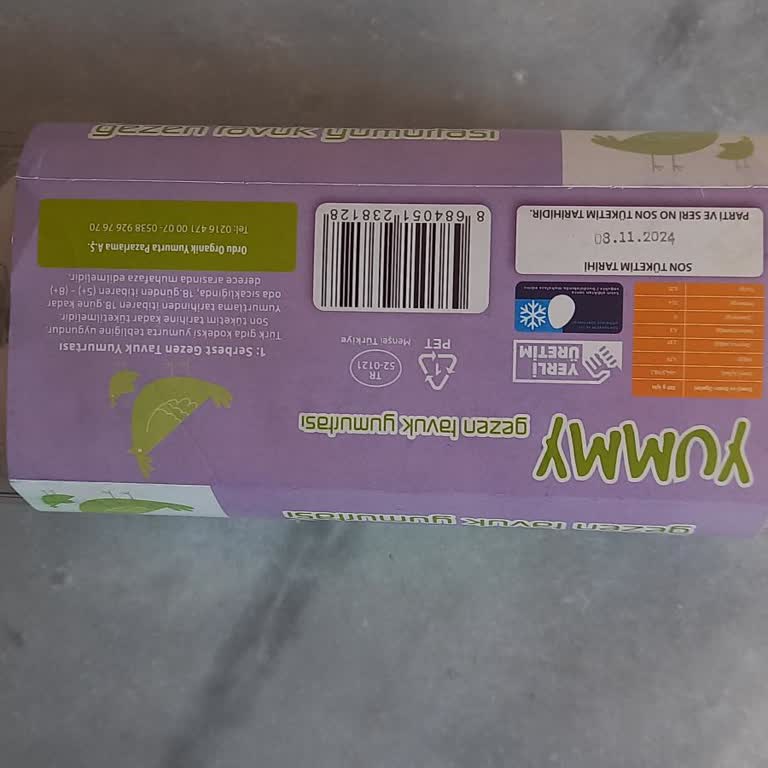 gezen tavuk yumurtası
YUMMY
gezen tavuk yumurtası
1: Serbest Gezen Tavuk Yumurtası
Türk gıda kodeksi yumurta tebliğine uygundur.
Son tüketim tarihine kadar tüketilmelidir.
Yumurtlama tarihinden itibaren 18 güne kadar
oda sıcaklığında, 18.günden itibaren (5+) - (8+)
derece arasında muhafaza edilmelidir.
Ordu Organik Yumurta Pazarlama A.Ş.
Tel: 0216 471 00 07- 0538 926 76 70
1
PET
TR
52-0121
Menşei Türkiye
8 684051 238128
YERLİ
ÜRETİM
SON TÜKETİM TARİHİ
08.11.2024
PARTİ VE SERİ NO SON TÜKETİM TARİHİDİR.
gezen tavuk yumurtası